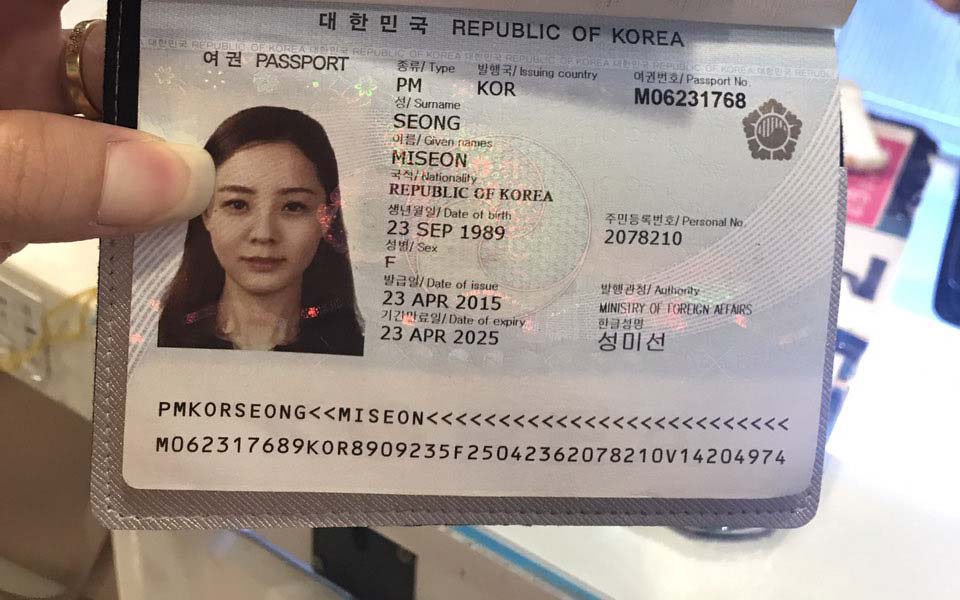 대한민국 REPUBLIC OF KOREA
여권 PASSPORT
종류/ Type 발행국/ Issuing country 여권번호/ Passport No.
PM KOR M06231768
성/ Surname
SEONG
이름/ Given names
MISEON
국적/ Nationality
REPUBLIC OF KOREA
생년월일/ Date of birth 주민등록번호/ Personal No.
23 SEP 1989 2078210
성별/ Sex
F
발급일/ Date of issue 발행관청/ Authority
23 APR 2015 MINISTRY OF FOREIGN AFFAIRS
기간만료일/ Date of expiry 한글성명
23 APR 2025 성미선
PMKORSEONG<<MISEON<<<<<<<<<<<<<<<<<<<<<<<<<<
M062317689KOR8909235F25042362078210V14204974